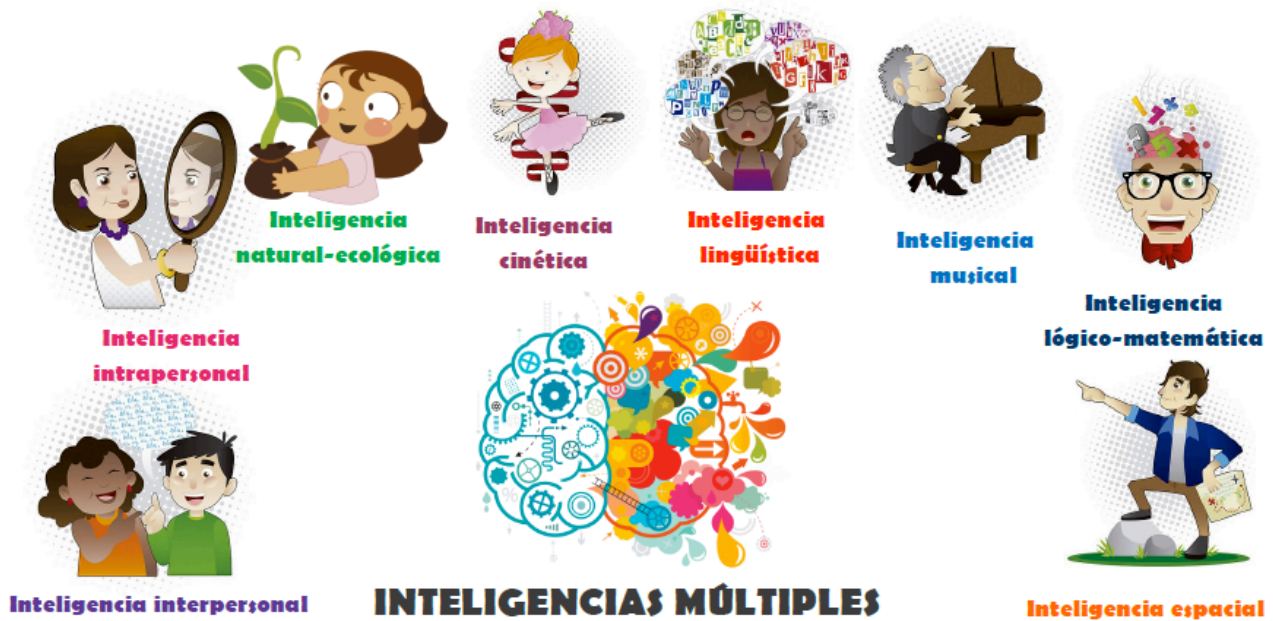 Inteligencia
natural-ecológica
Inteligencia
cinética
Inteligencia
lingüística
Inteligencia
musical
Inteligencia
lógico-matemática
Inteligencia
intrapersonal
Inteligencia interpersonal
INTELIGENCIAS MÚLTIPLES
Inteligencia espacial